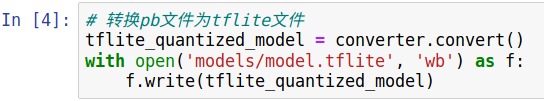 In [4]: # 转换pb文件为tflite文件
tflite_quantized_model = converter.convert()
with open('models/model.tflite', 'wb') as f:
    f.write(tflite_quantized_model)